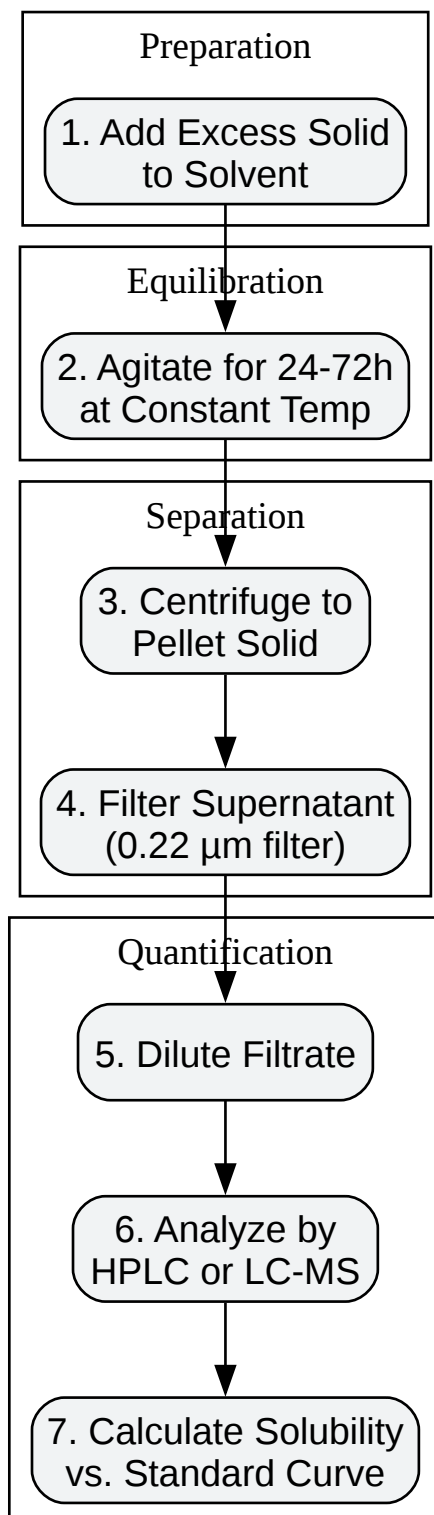 Preparation
1. Add Excess Solid
to Solvent
Equilibration
2. Agitate for 24-72h
at Constant Temp
Separation
3. Centrifuge to
Pellet Solid
4. Filter Supernatant
(0.22 µm filter)
Quantification
5. Dilute Filtrate
6. Analyze by
HPLC or LC-MS
7. Calculate Solubility
vs. Standard Curve